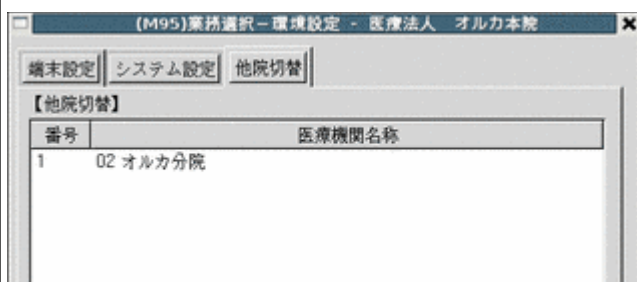 (M95)業務選択－環境設定 - 医療法人 オルカ本院
端末設定 システム設定 他院切替
【他院切替】
番号 医療機関名称
1 02 オルカ分院